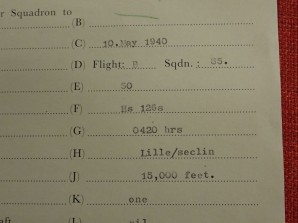 r Squadron to
(B)
(C) 10.May 1940
(D) Flight: B Sqdn.: 85.
(E) 50
(F) Hs 126s
(G) 0420 hrs
(H) Lille/seclin
(J) 15,000 feet.
(K) one
(L) nil